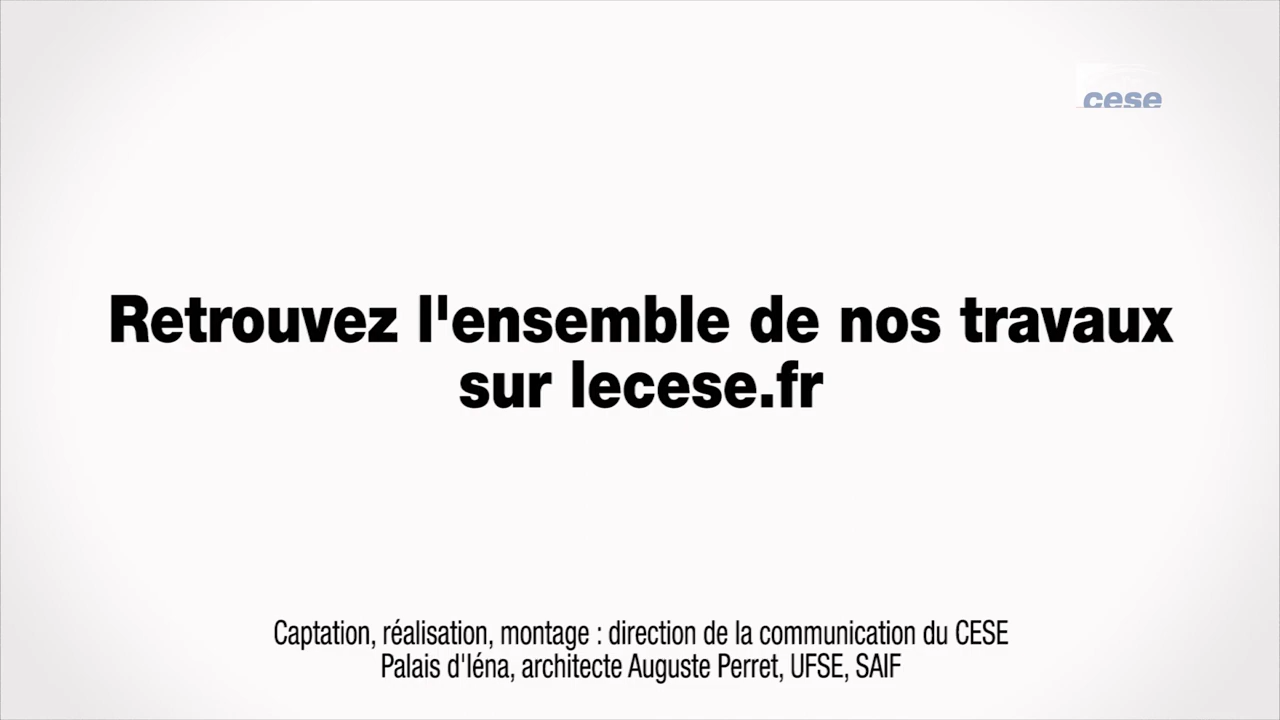 cese
Retrouvez l'ensemble de nos travaux
sur lecese.fr
Captation, réalisation, montage : direction de la communication du CESE
Palais d'Iéna, architecte Auguste Perret, UFSE, SAIF